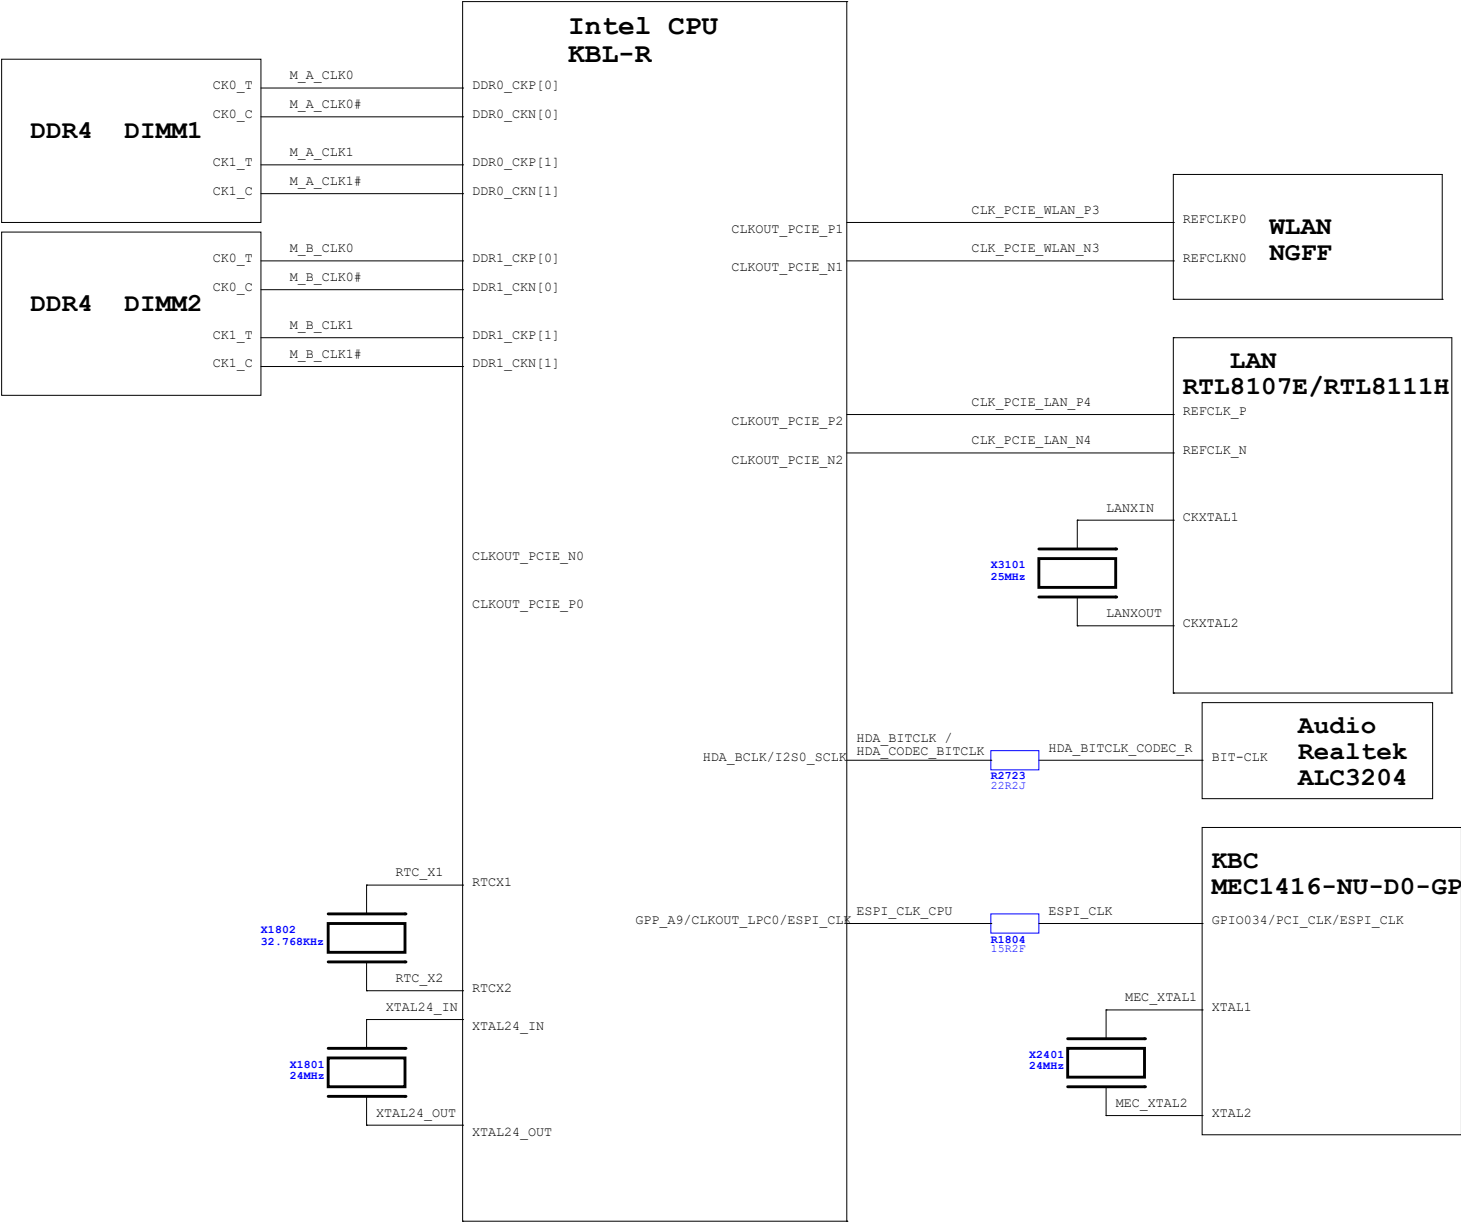 Intel CPU
KBL-R
DDR4 DIMM1
CK0_T
M_A_CLK0
DDR0_CKP[0]
CK0_C
M_A_CLK0#
DDR0_CKN[0]
CK1_T
M_A_CLK1
DDR0_CKP[1]
CK1_C
M_A_CLK1#
DDR0_CKN[1]
DDR4 DIMM2
CK0_T
M_B_CLK0
DDR1_CKP[0]
CK0_C
M_B_CLK0#
DDR1_CKN[0]
CK1_T
M_B_CLK1
DDR1_CKP[1]
CK1_C
M_B_CLK1#
DDR1_CKN[1]
CLKOUT_PCIE_P1
CLK_PCIE_WLAN_P3
REFCLKP0
CLKOUT_PCIE_N1
CLK_PCIE_WLAN_N3
REFCLKN0
WLAN
NGFF
LAN
RTL8107E/RTL8111H
CLKOUT_PCIE_P2
CLK_PCIE_LAN_P4
REFCLK_P
CLKOUT_PCIE_N2
CLK_PCIE_LAN_N4
REFCLK_N
LANXIN
CKXTAL1
X3101
25MHz
LANXOUT
CKXTAL2
CLKOUT_PCIE_N0
CLKOUT_PCIE_P0
HDA_BCLK/I2S0_SCLK
HDA_BITCLK /
HDA_CODEC_BITCLK
R2723
22R2J
HDA_BITCLK_CODEC_R
BIT-CLK
Audio
Realtek
ALC3204
KBC
MEC1416-NU-D0-GP
RTC_X1
RTCX1
X1802
32.768KHz
RTC_X2
RTCX2
GPP_A9/CLKOUT_LPC0/ESPI_CLK
ESPI_CLK_CPU
R1804
15R2F
ESPI_CLK
GPIO034/PCI_CLK/ESPI_CLK
XTAL24_IN
XTAL24_IN
X1801
24MHz
XTAL24_OUT
XTAL24_OUT
MEC_XTAL1
XTAL1
X2401
24MHz
MEC_XTAL2
XTAL2